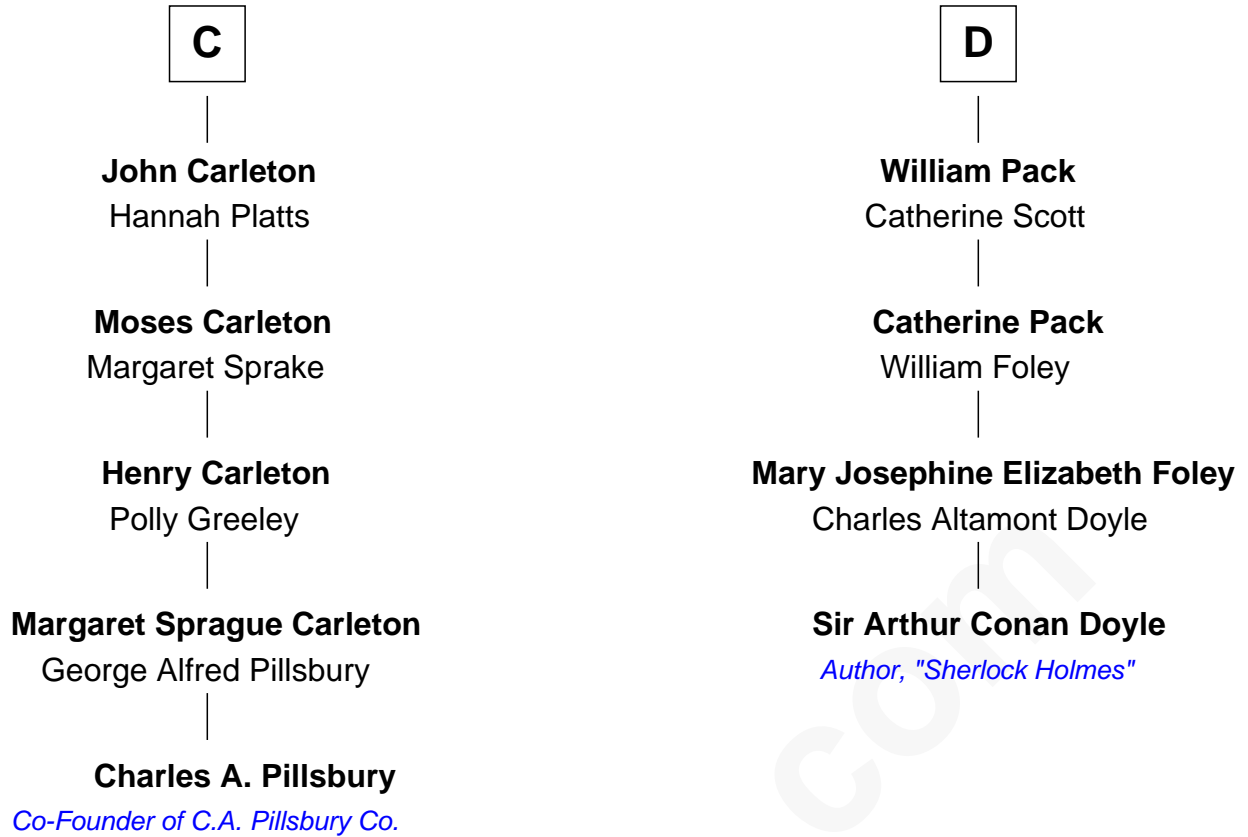 C
John Carleton
Hannah Platts
Moses Carleton
Margaret Sprake
Henry Carleton
Polly Greeley
Margaret Sprague Carleton
George Alfred Pillsbury
Charles A. Pillsbury
Co-Founder of C.A. Pillsbury Co.
D
William Pack
Catherine Scott
Catherine Pack
William Foley
Mary Josephine Elizabeth Foley
Charles Altamont Doyle
Sir Arthur Conan Doyle
Author, "Sherlock Holmes"
com